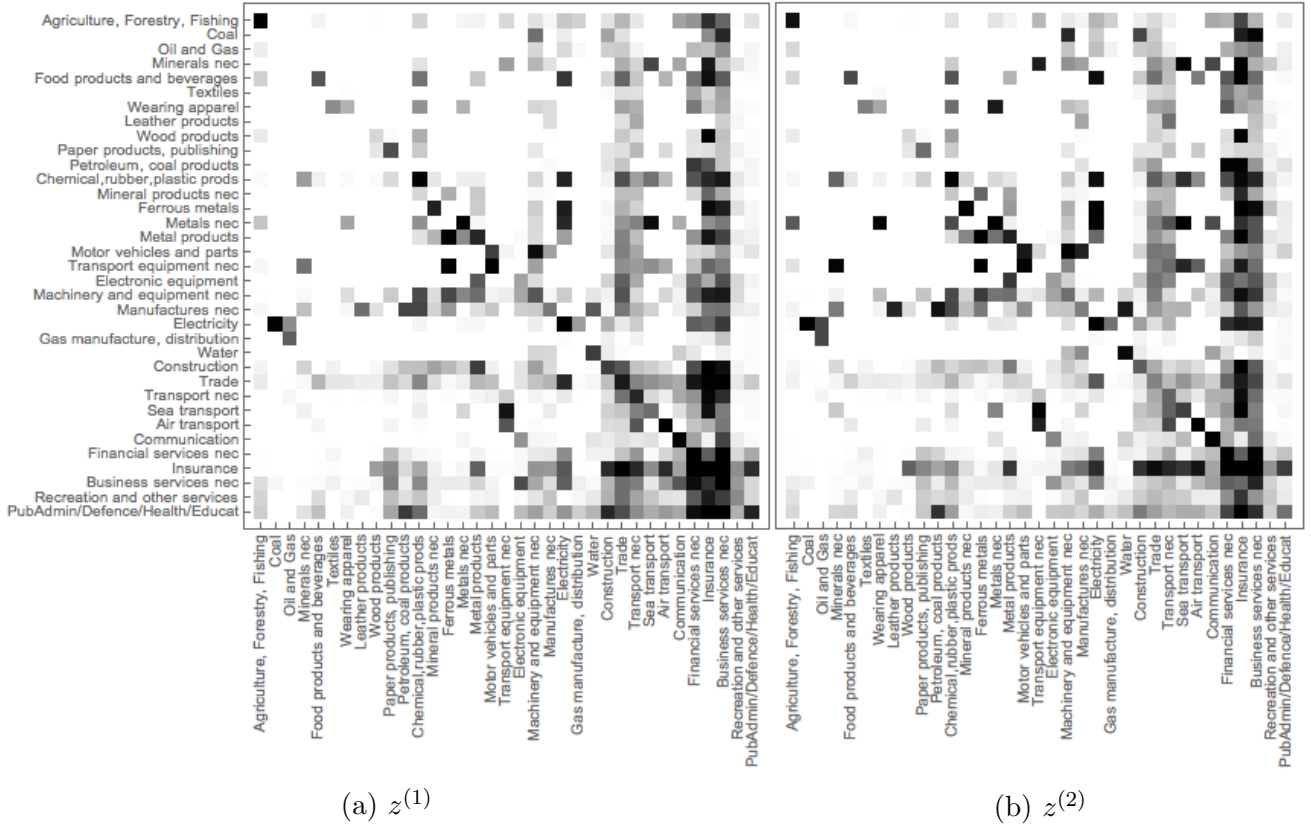 Agriculture, Forestry, Fishing
Coal
Oil and Gas
Minerals nec
Food products and beverages
Textiles
Wearing apparel
Leather products
Wood products
Paper products, publishing
Petroleum, coal products
Chemical,rubber,plastic prods
Mineral products nec
Ferrous metals
Metals nec
Metal products
Motor vehicles and parts
Transport equipment nec
Electronic equipment
Machinery and equipment nec
Manufactures nec
Electricity
Gas manufacture, distribution
Water
Construction
Trade
Transport nec
Sea transport
Air transport
Communication
Financial services nec
Insurance
Business services nec
Recreation and other services
PubAdmin/Defence/Health/Educat
Agriculture, Forestry, Fishing
Coal
Oil and Gas
Minerals nec
Food products and beverages
Textiles
Wearing apparel
Leather products
Wood products
Paper products, publishing
Petroleum, coal products
Chemical,rubber,plastic prods
Mineral products nec
Ferrous metals
Metals nec
Metal products
Motor vehicles and parts
Transport equipment nec
Electronic equipment
Machinery and equipment nec
Manufactures nec
Electricity
Gas manufacture, distribution
Water
Construction
Trade
Transport nec
Sea transport
Air transport
Communication
Financial services nec
Insurance
Business services nec
Recreation and other services
PubAdmin/Defence/Health/Educat
Agriculture, Forestry, Fishing
Coal
Oil and Gas
Minerals nec
Food products and beverages
Textiles
Wearing apparel
Leather products
Wood products
Paper products, publishing
Petroleum, coal products
Chemical,rubber,plastic prods
Mineral products nec
Ferrous metals
Metals nec
Metal products
Motor vehicles and parts
Transport equipment nec
Electronic equipment
Machinery and equipment nec
Manufactures nec
Electricity
Gas manufacture, distribution
Water
Construction
Trade
Transport nec
Sea transport
Air transport
Communication
Financial services nec
Insurance
Business services nec
Recreation and other services
PubAdmin/Defence/Health/Educat
(a) z⁽¹⁾
(b) z⁽²⁾